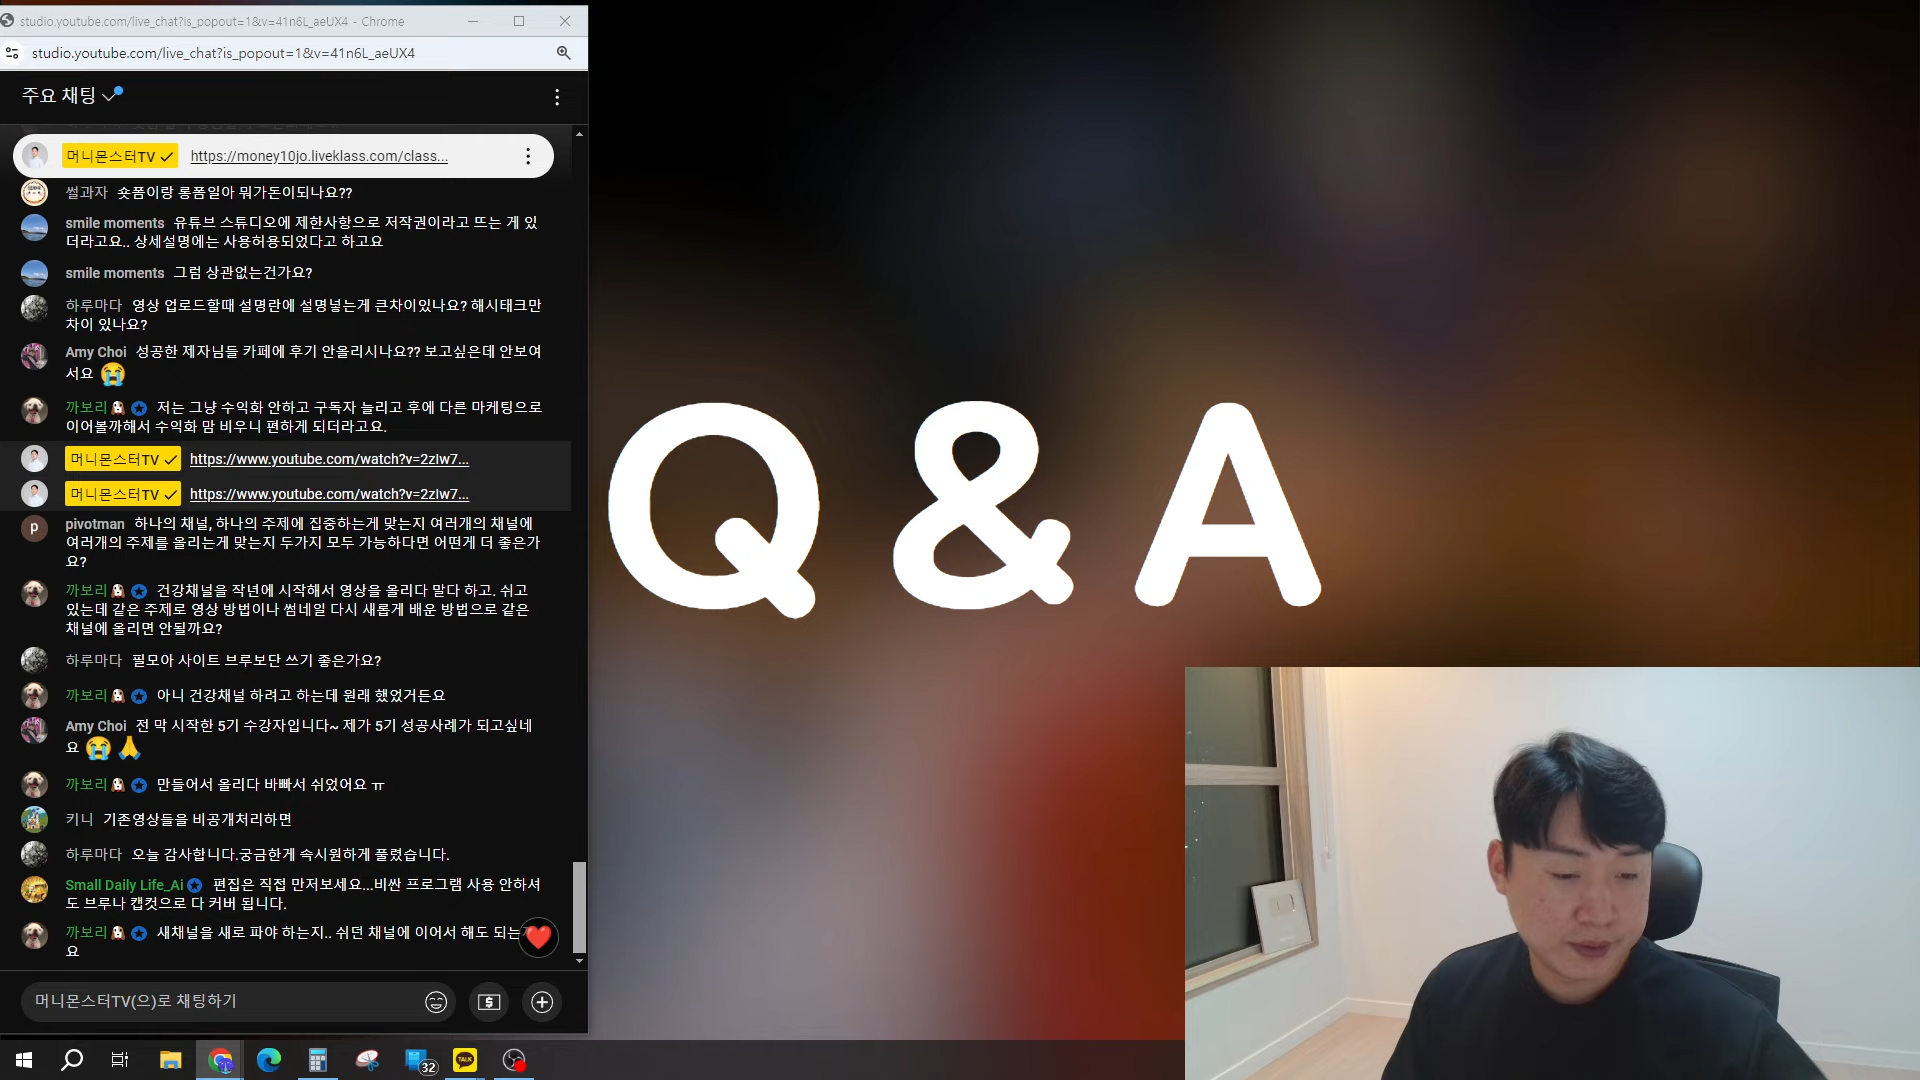 studio.youtube.com/live_chat?is_popout=1&v=41n6L_aeUX4 - Chrome
studio.youtube.com/live_chat?is_popout=1&v=41n6L_aeUX4
주요 채팅
머니몬스터TV https://money10jo.liveklass.com/class...
썰과자 숏폼이랑 롱폼일아 뭐가돈이되나요??
smile moments 유튜브 스튜디오에 제한사항으로 저작권이라고 뜨는 게 있
더라고요.. 상세설명에는 사용허용되었다고 하고요
smile moments 그럼 상관없는건가요?
하루마다 영상 업로드할때 설명란에 설명넣는게 큰차이있나요? 해시태크만
차이 있나요?
Amy Choi 성공한 제자님들 카페에 후기 안올리시나요?? 보고싶은데 안보여
서요 😭
까보리 저는 그냥 수익화 안하고 구독자 늘리고 후에 다른 마케팅으로
이어볼까해서 수익화 맘 비우니 편하게 되더라고요.
머니몬스터TV https://www.youtube.com/watch?v=2zlw7...
머니몬스터TV https://www.youtube.com/watch?v=2zlw7...
P pivotman 하나의 채널, 하나의 주제에 집중하는게 맞는지 여러개의 채널에
여러개의 주제를 올리는게 맞는지 두가지 모두 가능하다면 어떤게 더 좋은가
요?
까보리 건강채널을 작년에 시작해서 영상을 올리다 말다 하고. 쉬고
있는데 같은 주제로 영상 방법이나 썸네일 다시 새롭게 배운 방법으로 같은
채널에 올리면 안될까요?
하루마다 필모아 사이트 브루보단 쓰기 좋은가요?
까보리 아니 건강채널 하려고 하는데 원래 했었거든요
Amy Choi 전 막 시작한 5기 수강자입니다~ 제가 5기 성공사례가 되고싶네
요 😭🙏
까보리 만들어서 올리다 바빠서 쉬었어요 ㅠ
키니 기존영상들을 비공개처리하면
하루마다 오늘 감사합니다.궁금한게 속시원하게 풀렸습니다.
Small Daily Life_Ai 편집은 직접 만저보세요...비싼 프로그램 사용 안하셔
도 브루나 캡컷으로 다 커버 됩니다.
까보리 새채널을 새로 파야 하는지.. 쉬던 채널에 이어서 해도 되는
요
머니몬스터TV(으)로 채팅하기
Q & A
TALK
32